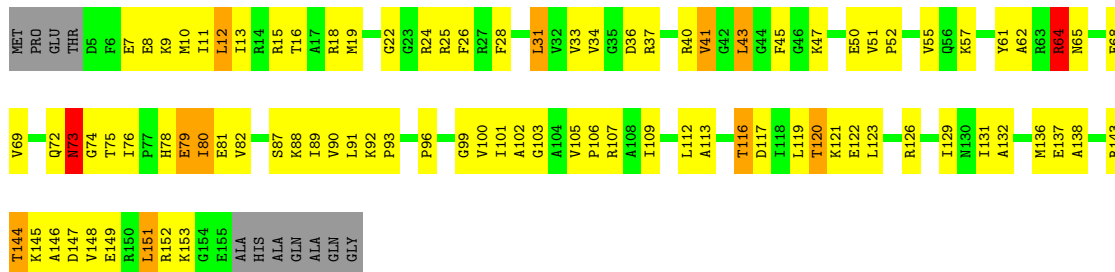 MET PRO GLU THR D5 F6 E7 E8 K9 M10 I11 L12 I13 R14 R15 T16 A17 R18 M19 G22 G23 R24 R25 F26 R27 F28 L31 V32 V33 V34 G35 D36 R37 R40 V41 G42 L43 G44 F45 G46 K47 E50 V51 P52 V55 Q56 K57 Y61 A62 R63 R64 N65
V69 Q72 N73 G74 T75 I76 P77 H78 E79 I80 E81 V82 S87 K88 I89 V90 L91 K92 P93 P96 G99 V100 I101 A102 G103 A104 V105 P106 R107 A108 I109 L112 A113 T116 D117 I118 L119 T120 K121 E122 L123 R126 I129 N130 I131 A132 M136 E137 A138
T144 K145 A146 D147 V148 E149 R150 L151 R152 K153 G154 E155 ALA HIS ALA GLN ALA GLN GLY